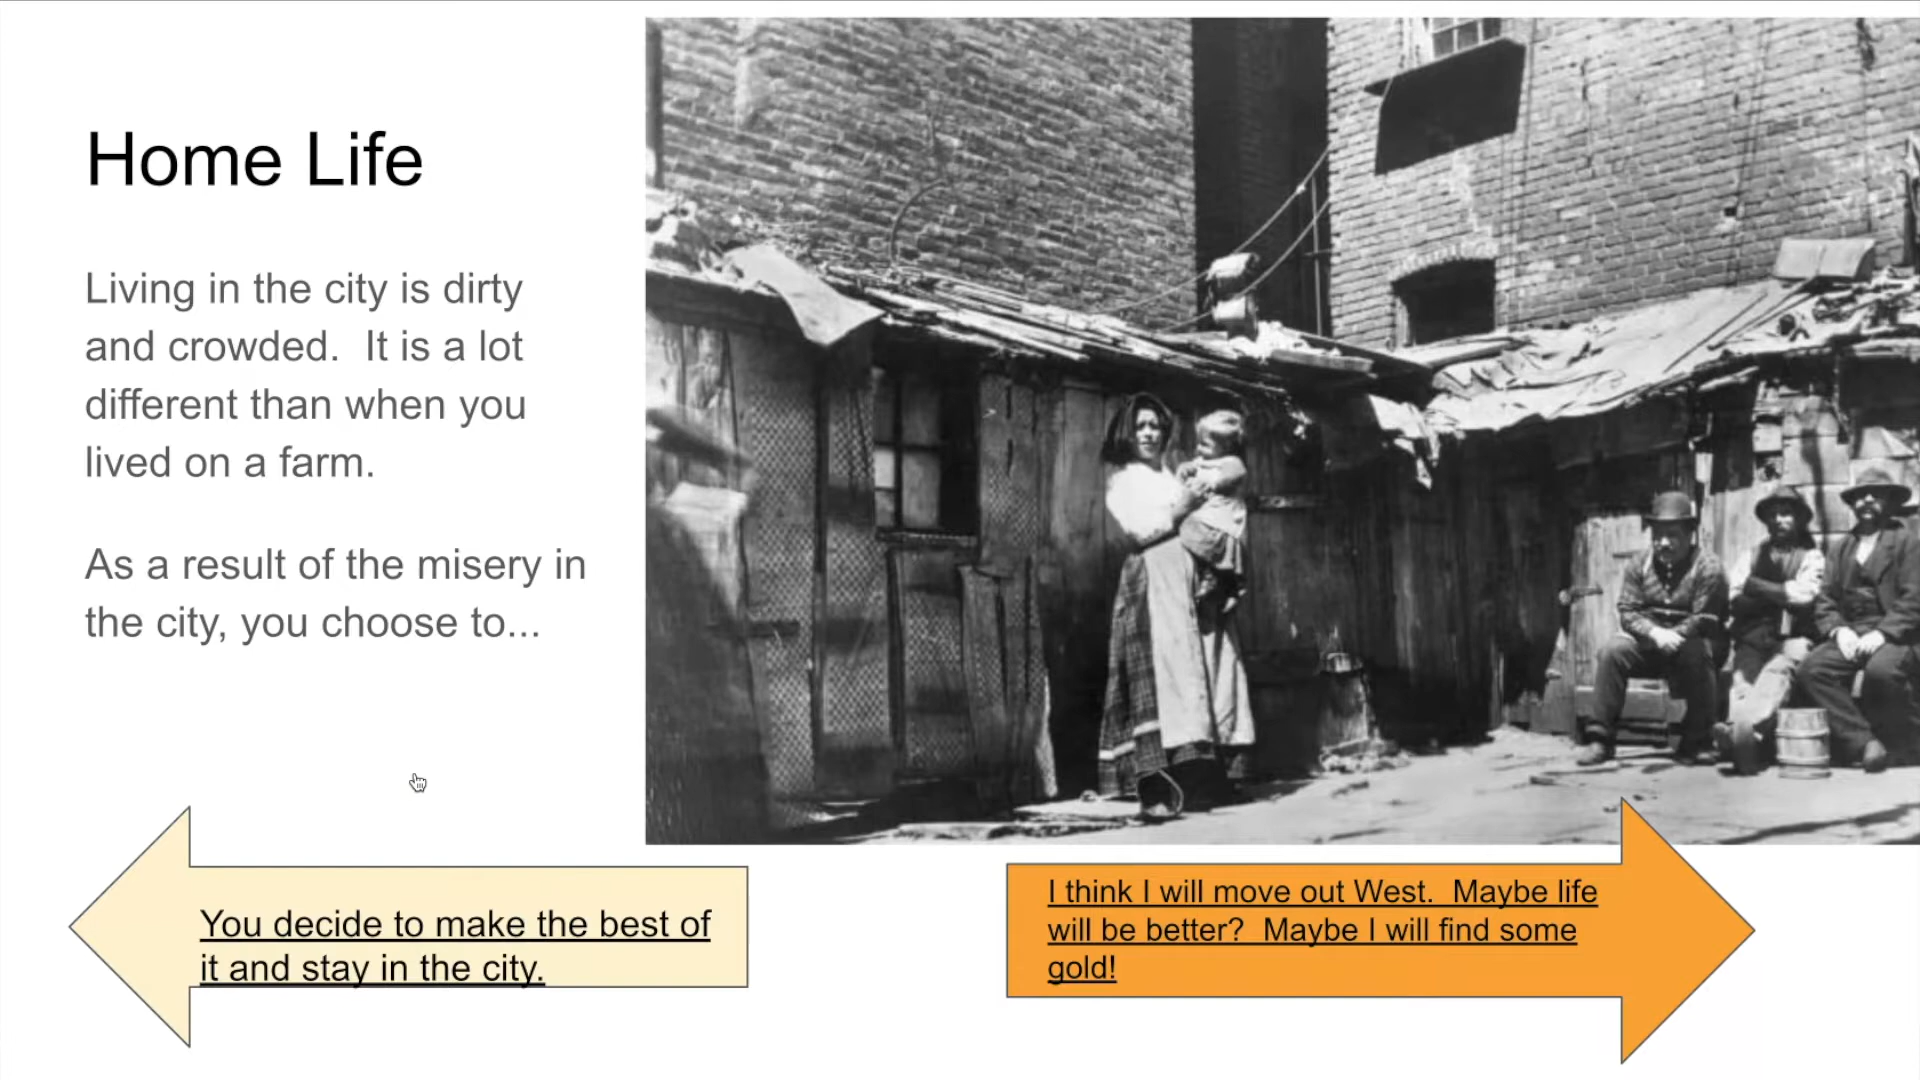 Home Life
Living in the city is dirty
and crowded.  It is a lot
different than when you
lived on a farm.
As a result of the misery in
the city, you choose to...
You decide to make the best of
it and stay in the city.
I think I will move out West.  Maybe life
will be better?  Maybe I will find some
gold!